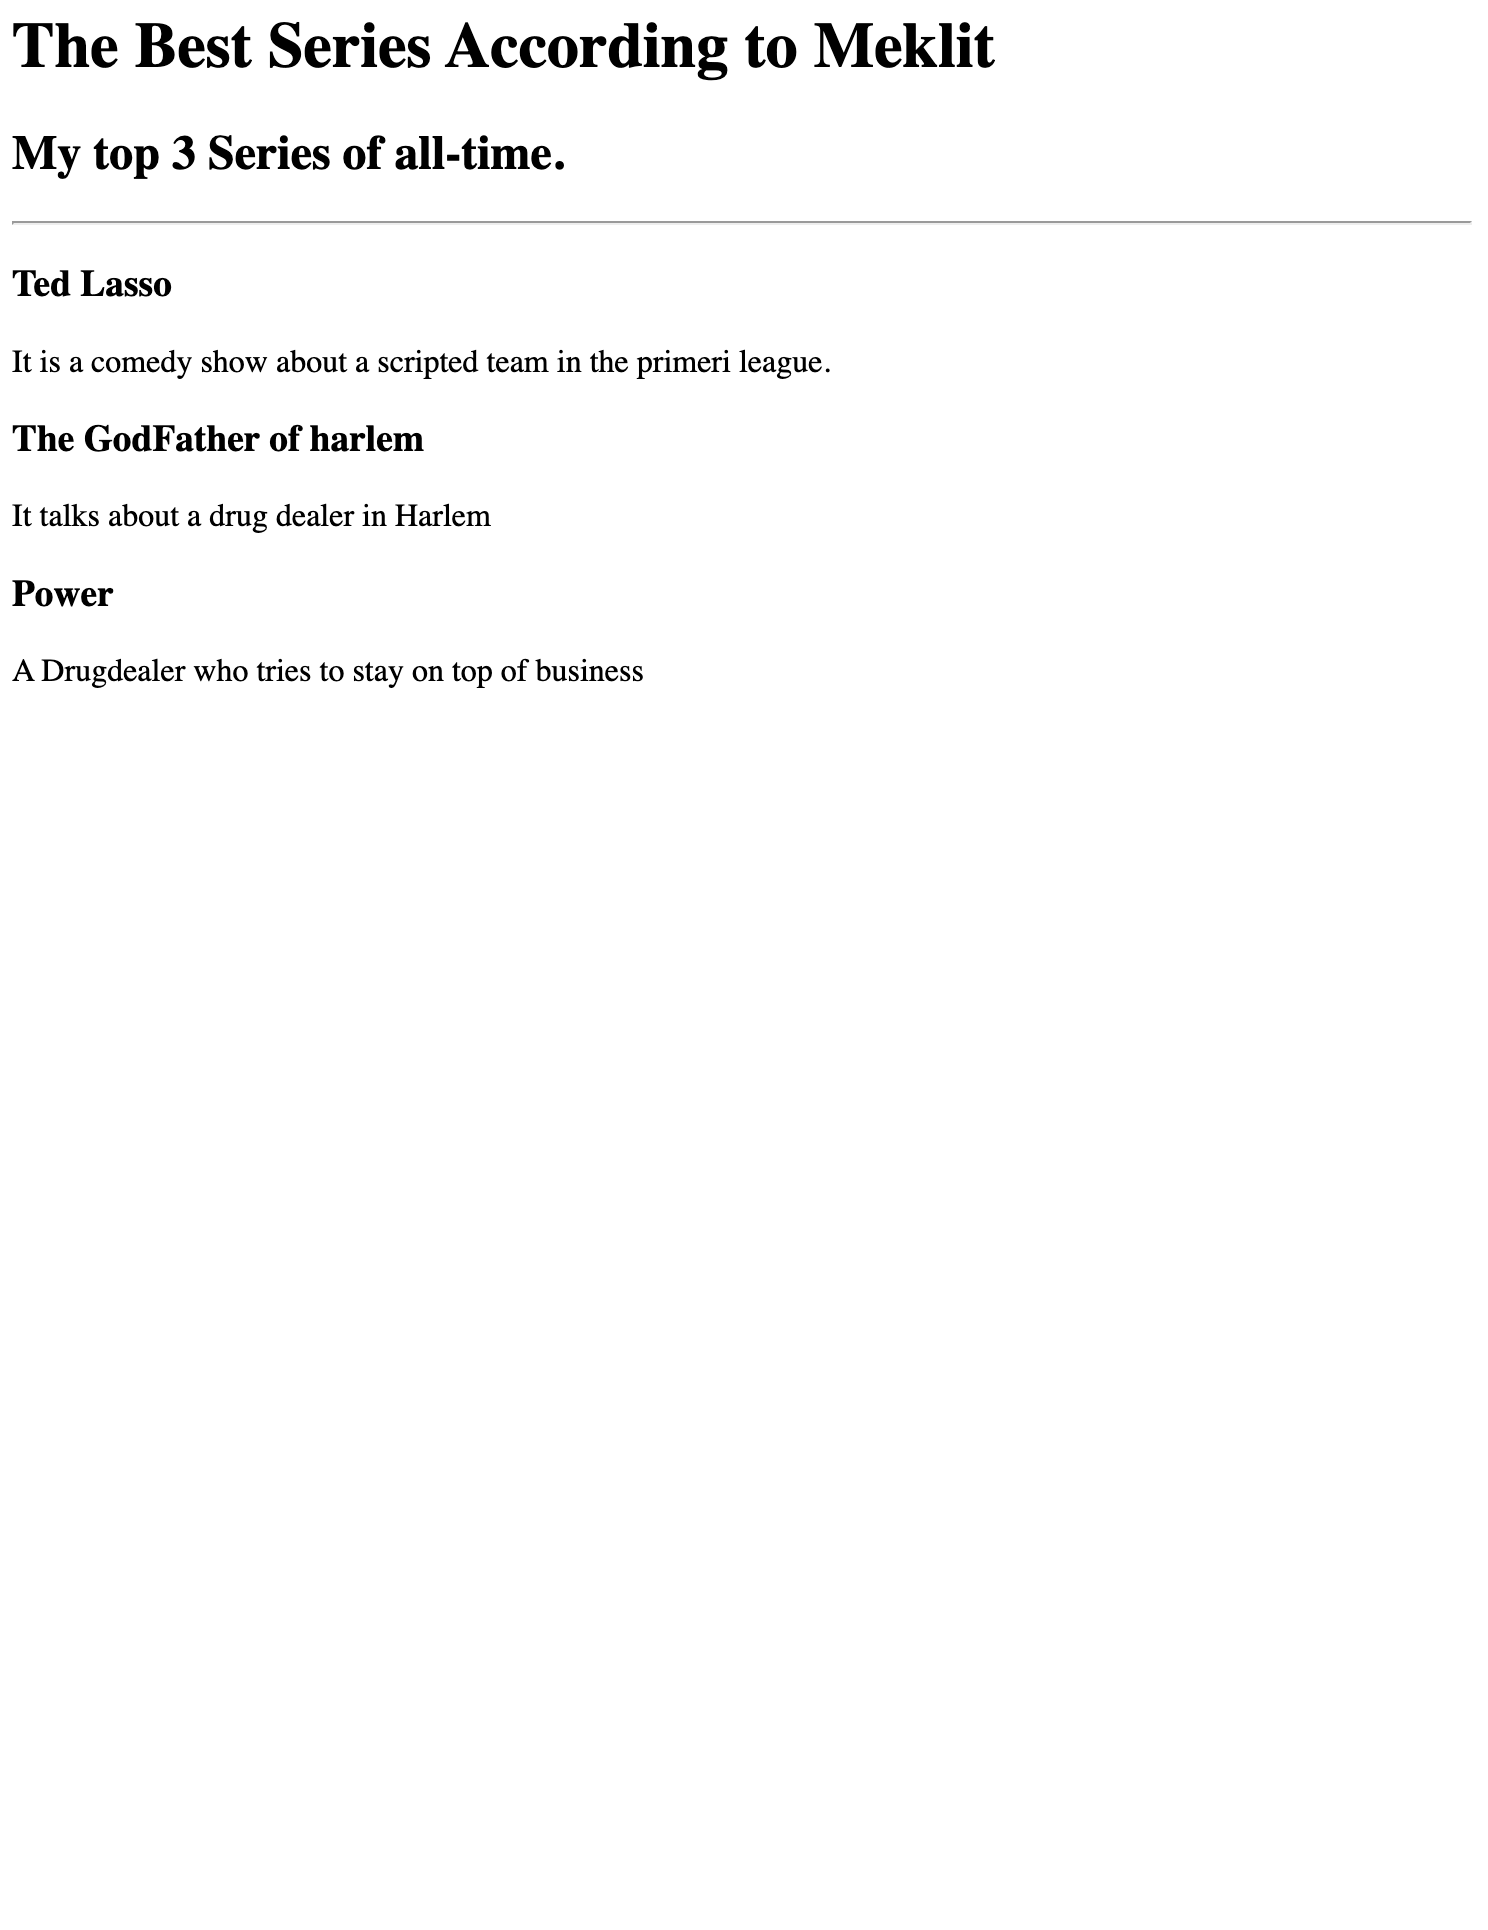 The Best Series According to Meklit
My top 3 Series of all-time.
Ted Lasso
It is a comedy show about a scripted team in the primeri league.
The GodFather of harlem
It talks about a drug dealer in Harlem
Power
A Drugdealer who tries to stay on top of business